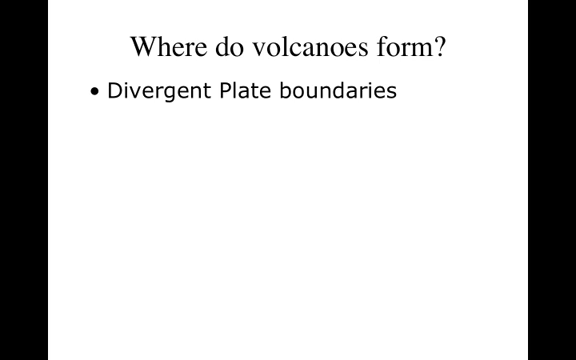 Where do volcanoes form?
• Divergent Plate boundaries